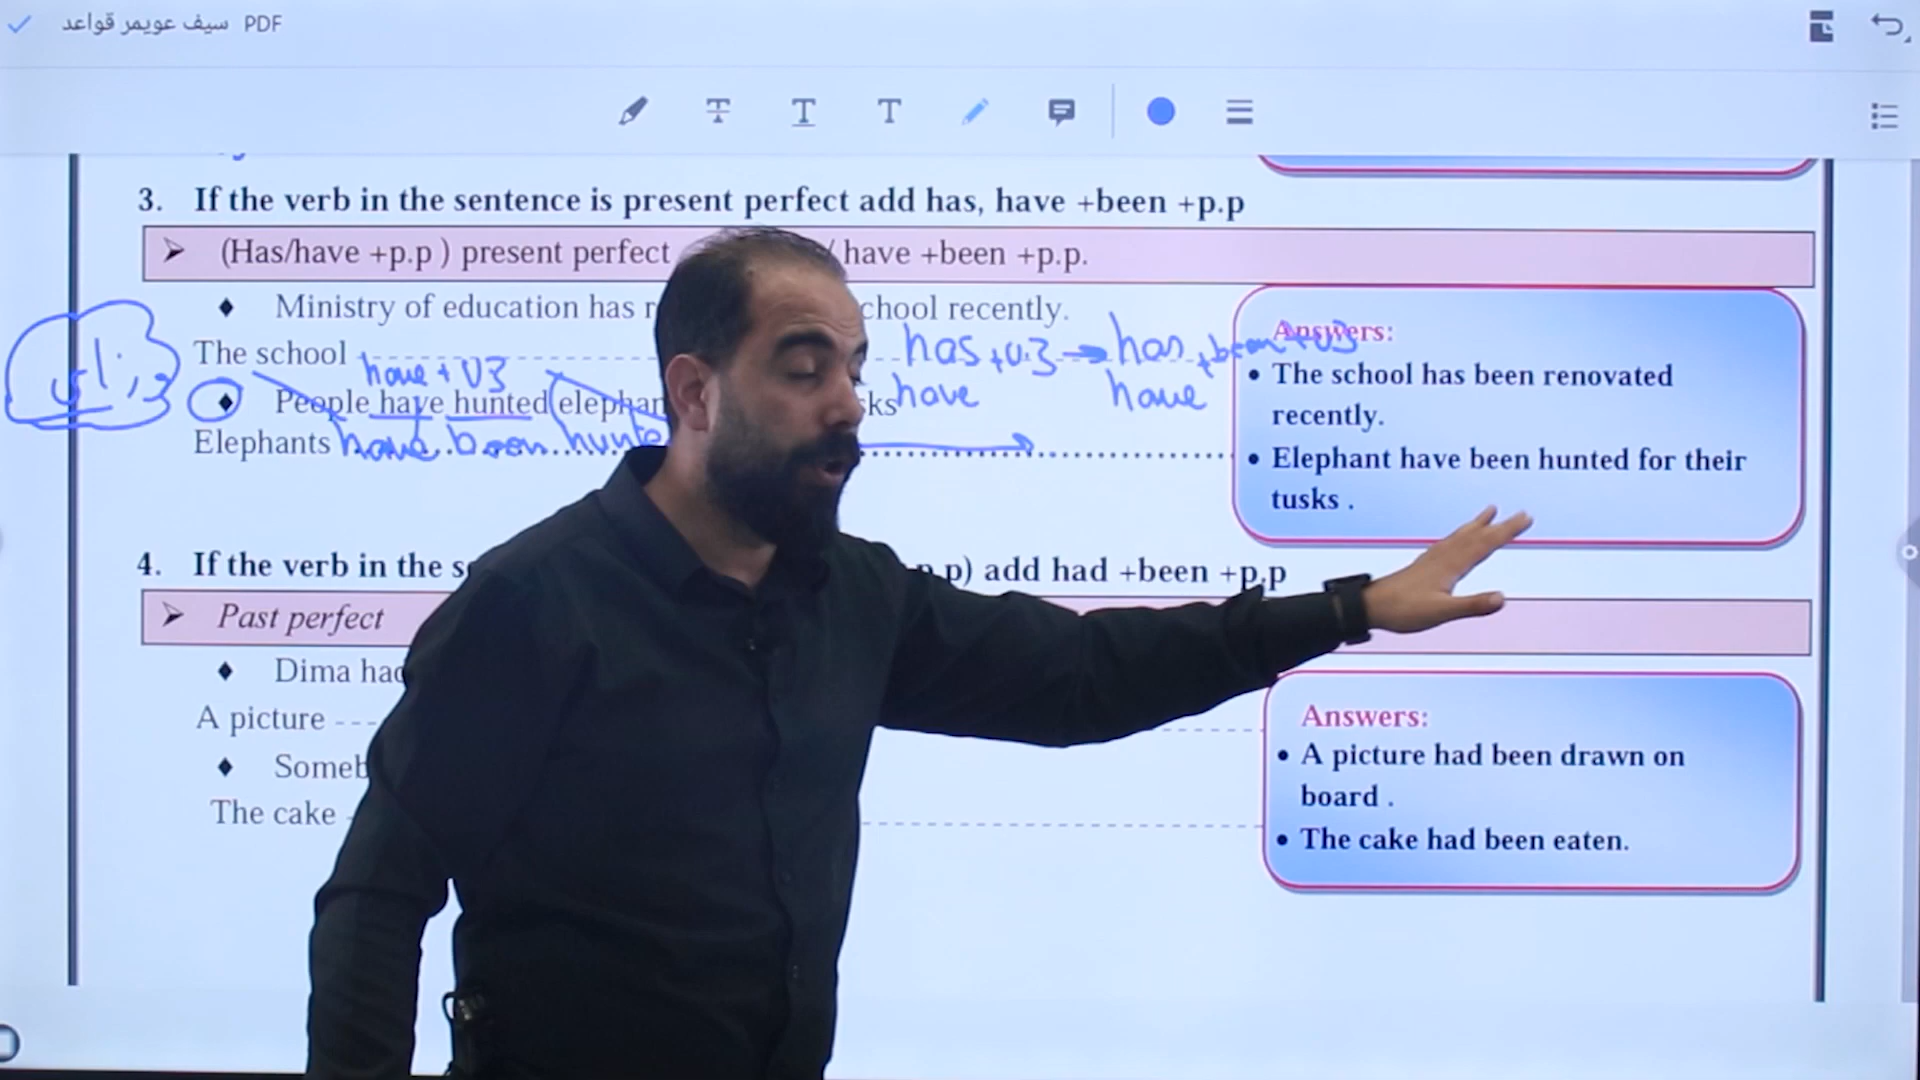 سيف عويمر قواعد PDF
3. If the verb in the sentence is present perfect add has, have +been +p.p
➤ (Has/have +p.p ) present perfect / have +been +p.p.
♦ Ministry of education has r chool recently.
The school
have + V3
has +v.3 → has +been +v3
have have
♦ People have hunted elephan ks
Elephants have been hunte
Answers:
• The school has been renovated
recently.
• Elephant have been hunted for their
tusks .
4. If the verb in the s p.p) add had +been +p.p
➤ Past perfect
♦ Dima had
A picture
♦ Someb
The cake
Answers:
• A picture had been drawn on
board .
• The cake had been eaten.